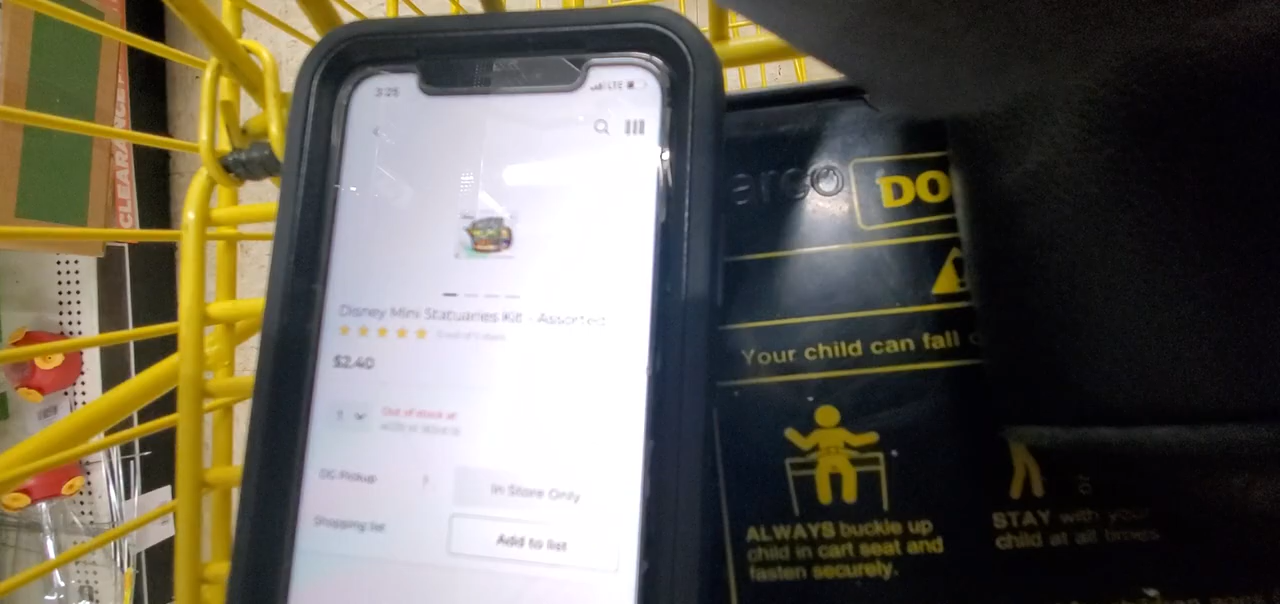 3:25
LTE
Disney Mini Statuaries Kit - Assorted
$2.40
1
Out of stock at
DG Pickup
In Store Only
Shopping list
Add to list
CLEARANCE
DO
Your child can fall
ALWAYS buckle up
child in cart seat and
fasten securely.
STAY with your
child at all times.